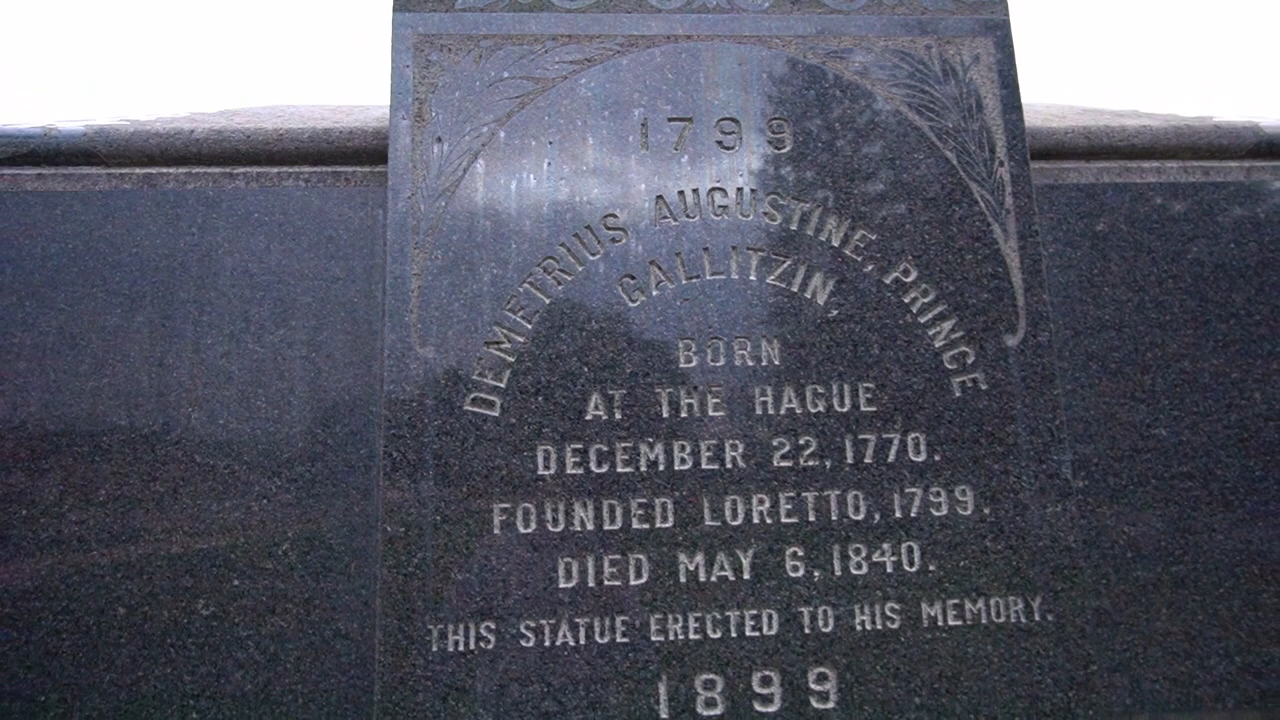 1799
DEMETRIUS AUGUSTINE, PRINCE
GALLITZIN,
BORN
AT THE HAGUE
DECEMBER 22, 1770.
FOUNDED LORETTO, 1799.
DIED MAY 6, 1840.
THIS STATUE ERECTED TO HIS MEMORY.
1899